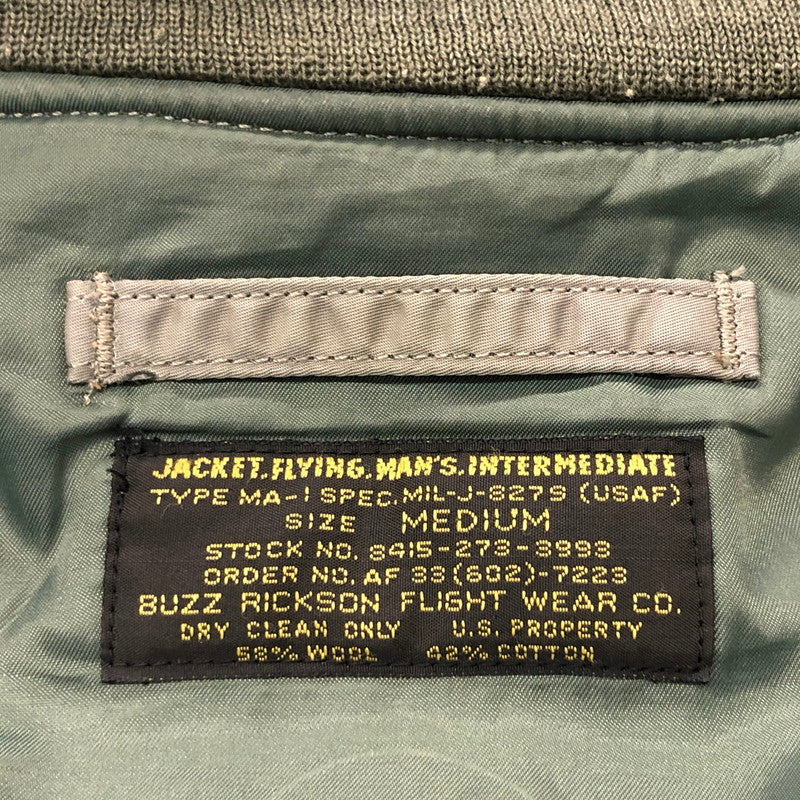 JACKET.FLYING.MAN'S.INTERMEDIATE
TYPE MA-1 SPEC. MIL-J-8279 (USAF)
SIZE MEDIUM
STOCK NO. 8415-273-3993
ORDER NO. AF 33(602)-7223
BUZZ RICKSON FLIGHT WEAR CO.
DRY CLEAN ONLY U.S. PROPERTY
58% WOOL 42% COTTON